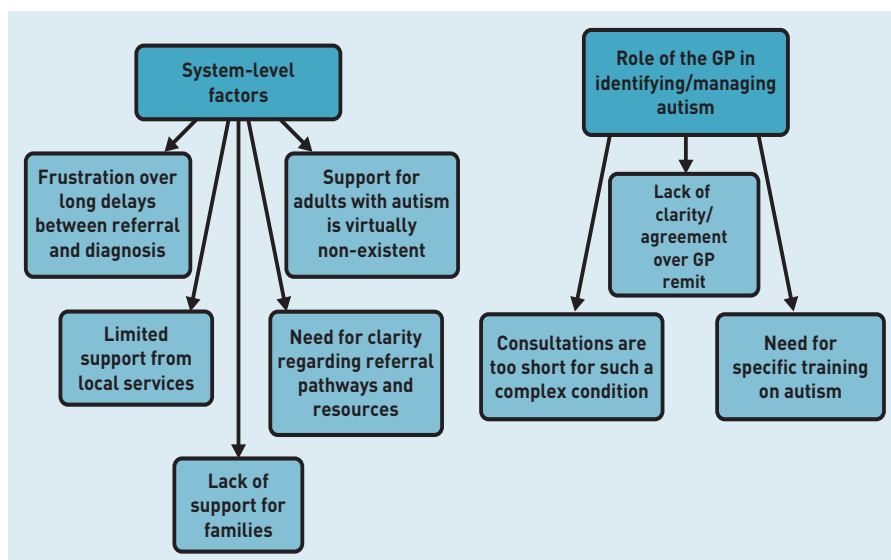 System-level
factors
Frustration over
long delays
between referral
and diagnosis
Support for
adults with autism
is virtually
non-existent
Limited
support from
local services
Need for clarity
regarding referral
pathways and
resources
Lack of
support for
families
Role of the GP in
identifying/managing
autism
Lack of
clarity/
agreement
over GP
remit
Consultations are
too short for such a
complex condition
Need for
specific training
on autism